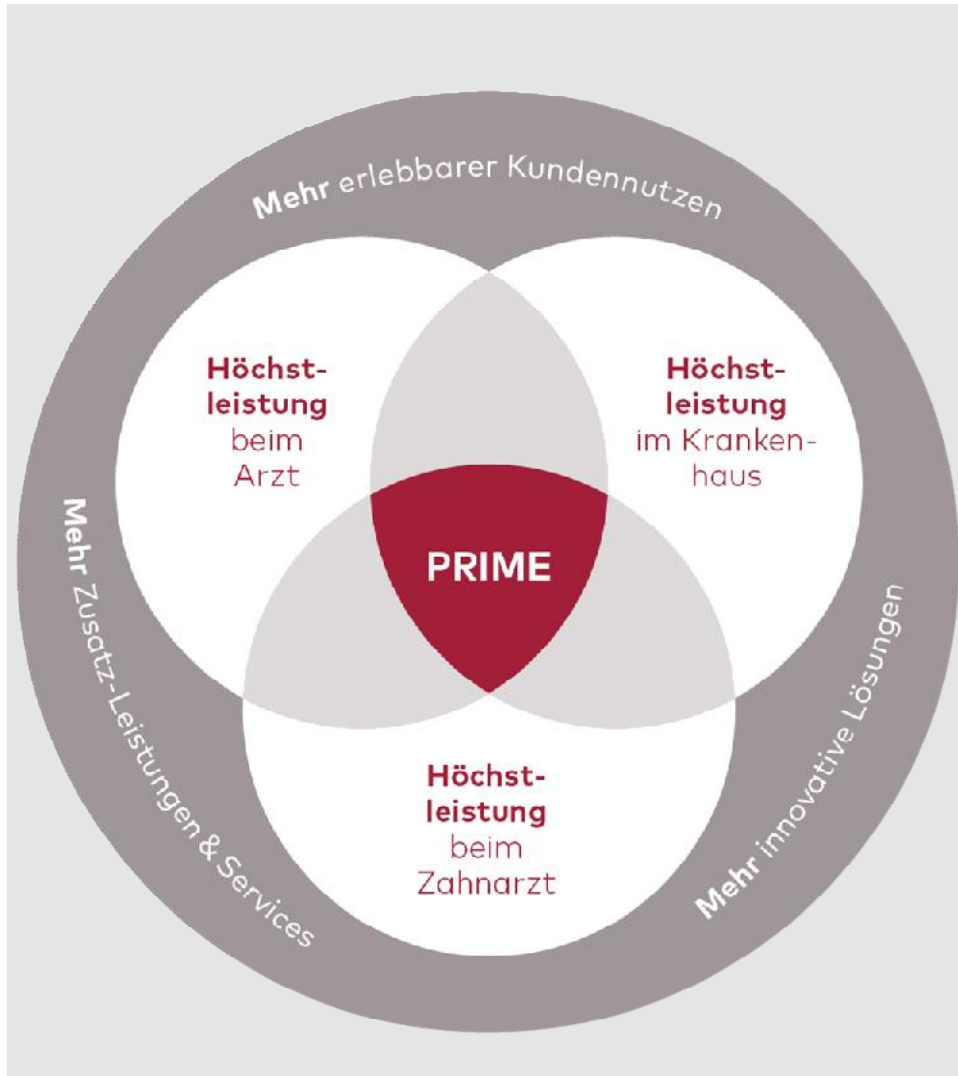 Mehr erlebbarer Kundennutzen
Höchst-
leistung
beim
Arzt
Höchst-
leistung
im Kranken-
haus
PRIME
Höchst-
leistung
beim
Zahnarzt
Mehr Zusatz-Leistungen & Services
Mehr innovative Lösungen